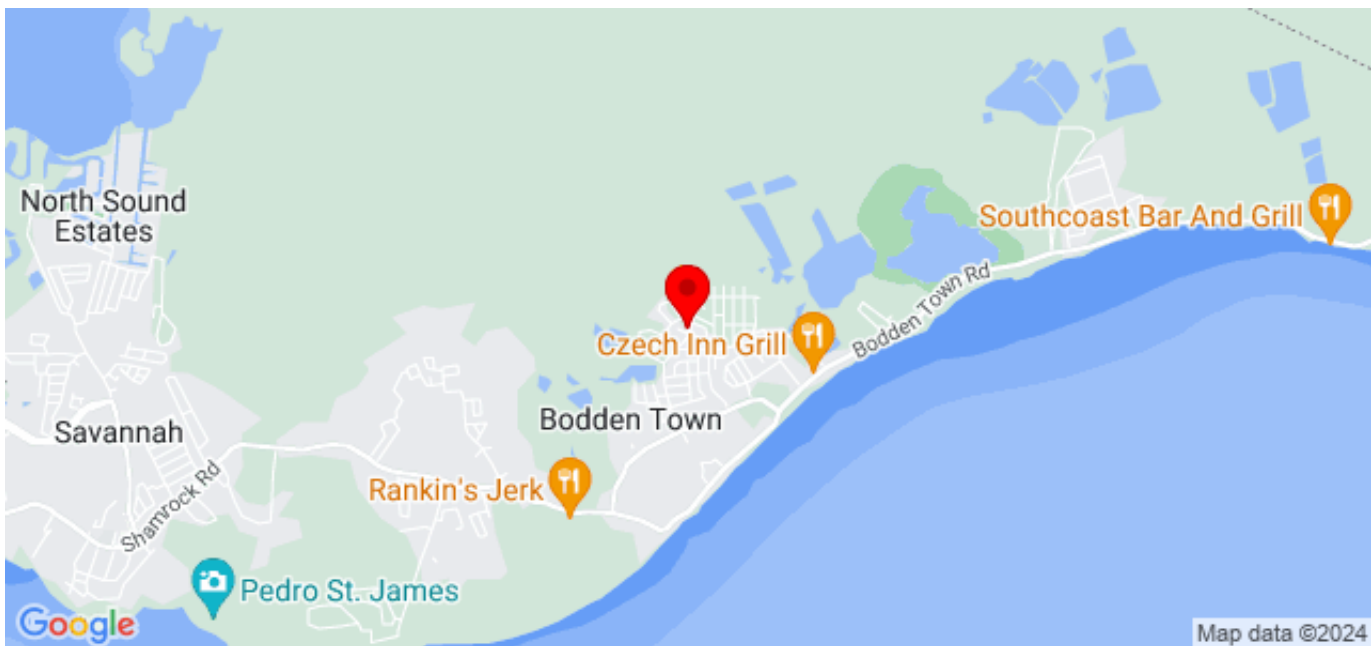 North Sound
Estates
Southcoast Bar And Grill
Bodden Town Rd
Czech Inn Grill
Bodden Town
Savannah
Shamrock Rd
Rankin's Jerk
Pedro St. James
Google
Map data ©2024